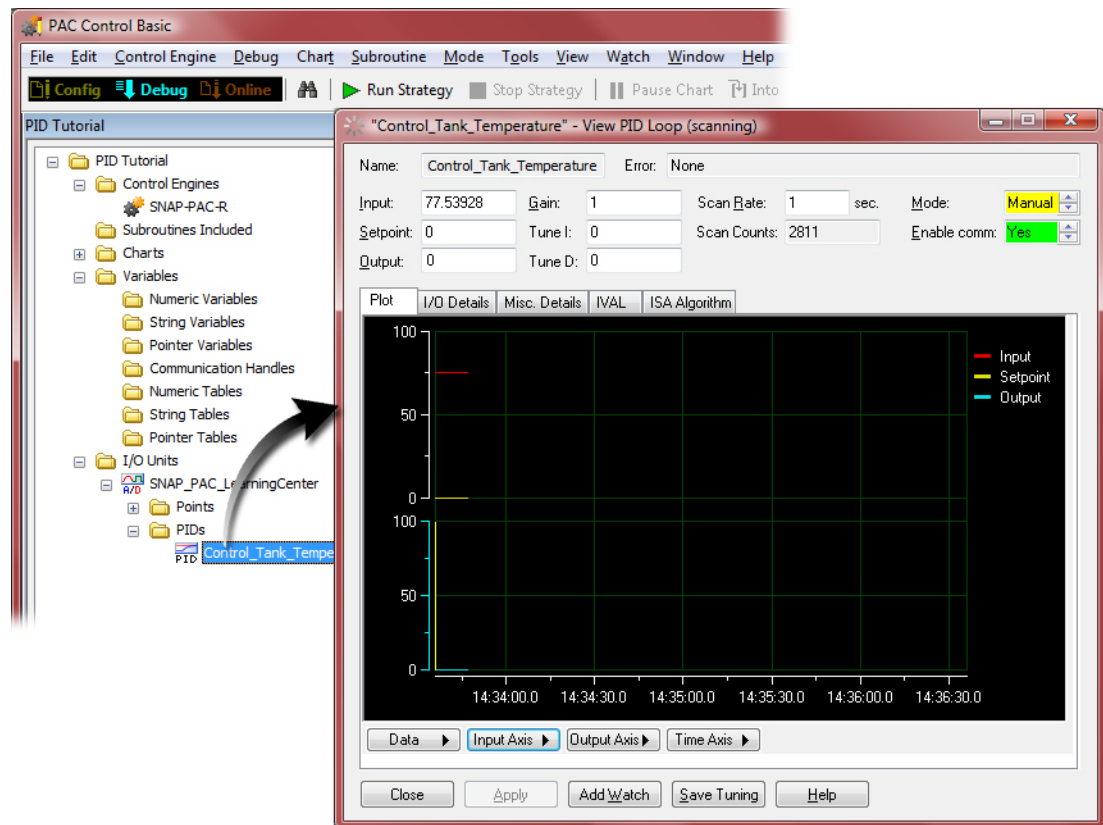 PAC Control Basic
File Edit Control Engine Debug Chart Subroutine Mode Tools View Watch Window Help
Config Debug Online Run Strategy Stop Strategy Pause Chart Into
PID Tutorial
PID Tutorial
Control Engines
SNAP-PAC-R
Subroutines Included
Charts
Variables
Numeric Variables
String Variables
Pointer Variables
Communication Handles
Numeric Tables
String Tables
Pointer Tables
I/O Units
A/D SNAP_PAC_LearningCenter
Points
PIDs
PID Control_Tank_Tempe
"Control_Tank_Temperature" - View PID Loop (scanning)
Name: Control_Tank_Temperature Error: None
Input: 77.53928 Gain: 1 Scan Rate: 1 sec. Mode: Manual
Setpoint: 0 Tune I: 0 Scan Counts: 2811 Enable comm: Yes
Output: 0 Tune D: 0
Plot I/O Details Misc. Details IVAL ISA Algorithm
100
50
0
Input
Setpoint
Output
100
50
0
14:34:00.0 14:34:30.0 14:35:00.0 14:35:30.0 14:36:00.0 14:36:30.0
Data Input Axis Output Axis Time Axis
Close Apply Add Watch Save Tuning Help